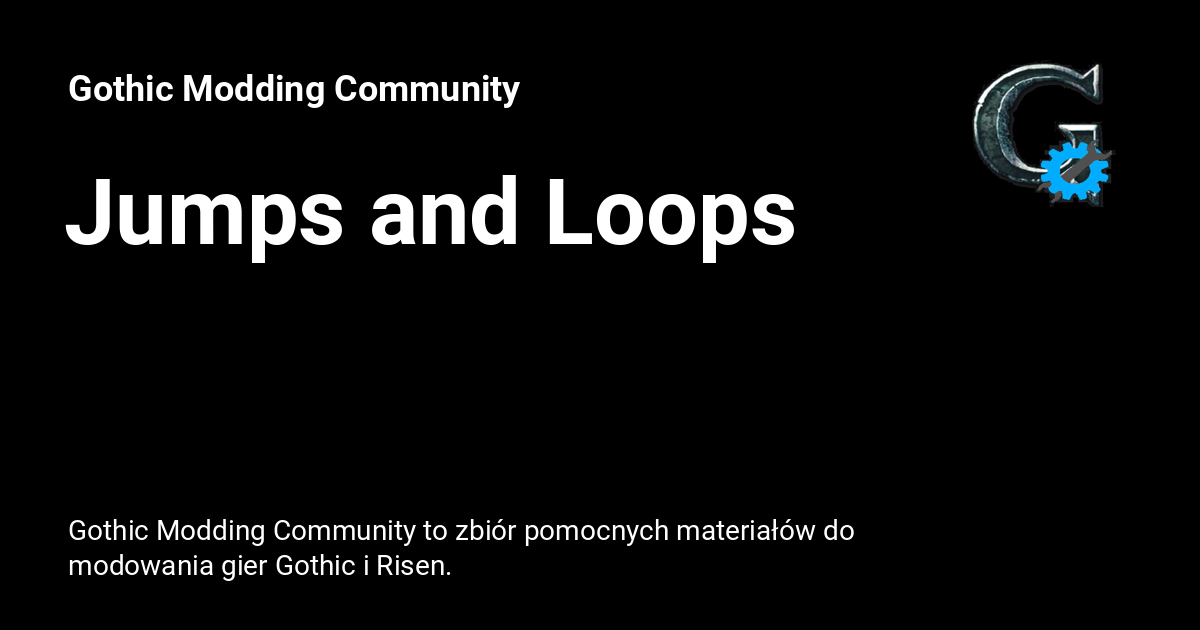 Gothic Modding Community
Jumps and Loops
Gothic Modding Community to zbiór pomocnych materiałów do
modowania gier Gothic i Risen.